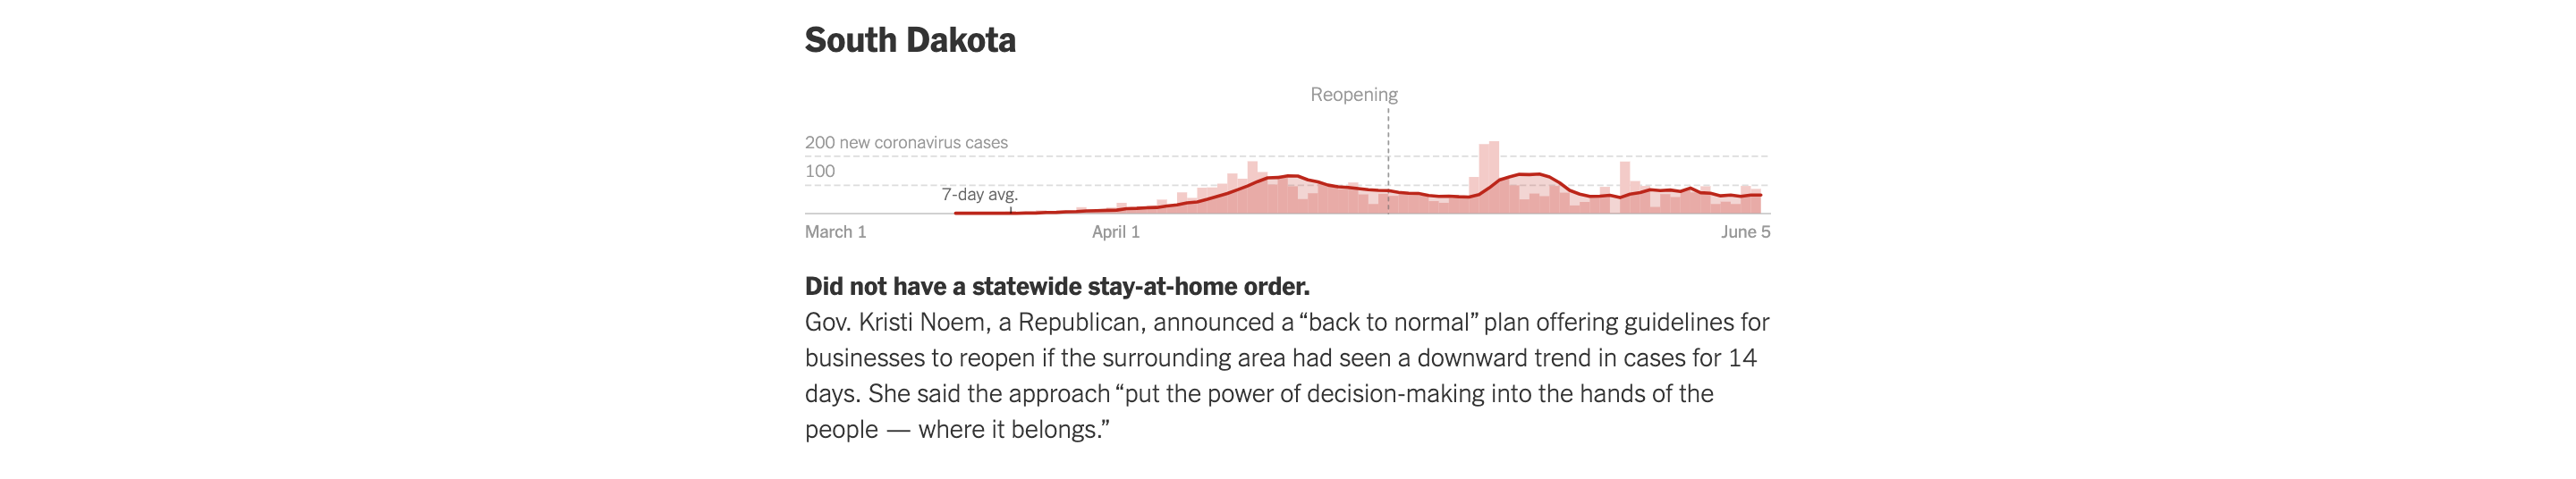 South Dakota
Reopening
200 new coronavirus cases
100
7-day avg.
March 1
April 1
June 5
Did not have a statewide stay-at-home order.
Gov. Kristi Noem, a Republican, announced a “back to normal” plan offering guidelines for
businesses to reopen if the surrounding area had seen a downward trend in cases for 14
days. She said the approach “put the power of decision-making into the hands of the
people — where it belongs.”